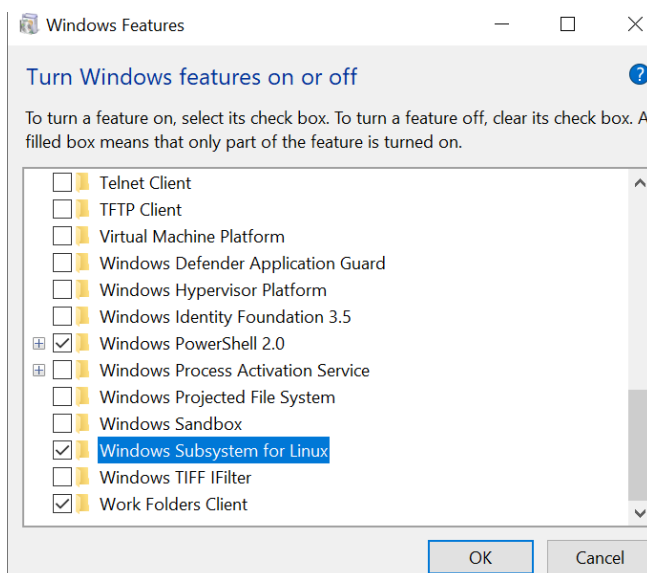 Windows Features
Turn Windows features on or off
?
To turn a feature on, select its check box. To turn a feature off, clear its check box. A
filled box means that only part of the feature is turned on.
Telnet Client
TFTP Client
Virtual Machine Platform
Windows Defender Application Guard
Windows Hypervisor Platform
Windows Identity Foundation 3.5
Windows PowerShell 2.0
Windows Process Activation Service
Windows Projected File System
Windows Sandbox
Windows Subsystem for Linux
Windows TIFF IFilter
Work Folders Client
OK
Cancel